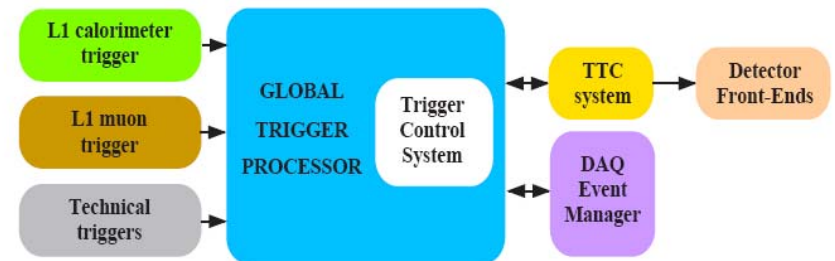 L1 calorimeter
trigger
L1 muon
trigger
Technical
triggers
GLOBAL
TRIGGER
PROCESSOR
Trigger
Control
System
TTC
system
Detector
Front-Ends
DAQ
Event
Manager